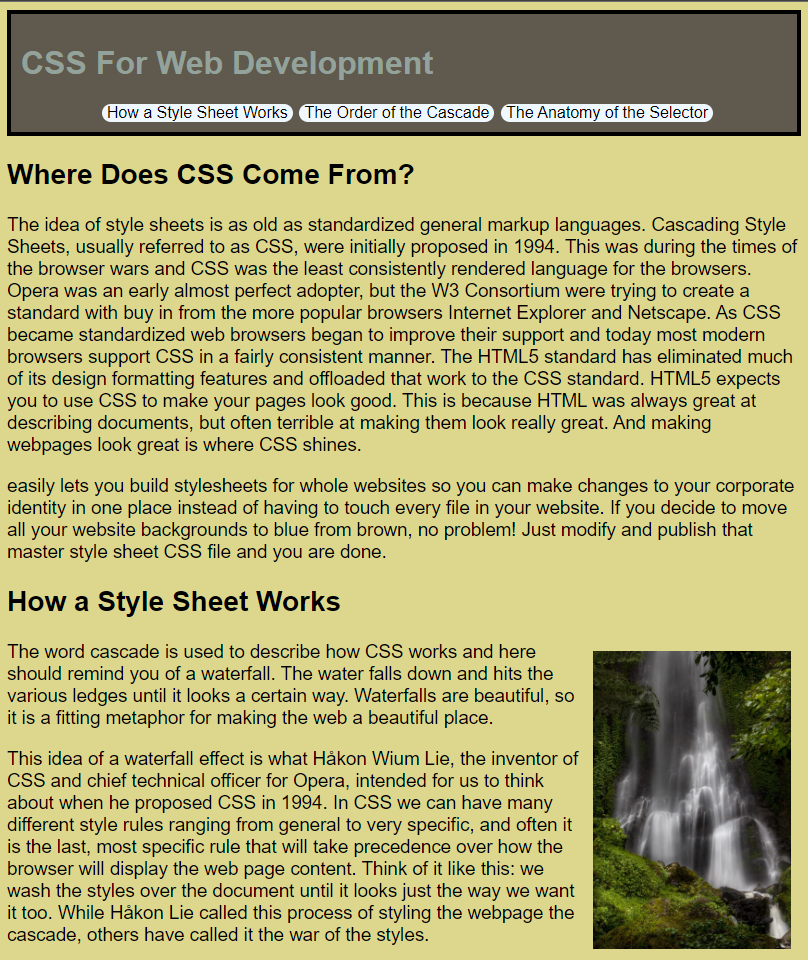 CSS For Web Development
How a Style Sheet Works The Order of the Cascade The Anatomy of the Selector
Where Does CSS Come From?
The idea of style sheets is as old as standardized general markup languages. Cascading Style
Sheets, usually referred to as CSS, were initially proposed in 1994. This was during the times of
the browser wars and CSS was the least consistently rendered language for the browsers.
Opera was an early almost perfect adopter, but the W3 Consortium were trying to create a
standard with buy in from the more popular browsers Internet Explorer and Netscape. As CSS
became standardized web browsers began to improve their support and today most modern
browsers support CSS in a fairly consistent manner. The HTML5 standard has eliminated much
of its design formatting features and offloaded that work to the CSS standard. HTML5 expects
you to use CSS to make your pages look good. This is because HTML was always great at
describing documents, but often terrible at making them look really great. And making
webpages look great is where CSS shines.
easily lets you build stylesheets for whole websites so you can make changes to your corporate
identity in one place instead of having to touch every file in your website. If you decide to move
all your website backgrounds to blue from brown, no problem! Just modify and publish that
master style sheet CSS file and you are done.
How a Style Sheet Works
The word cascade is used to describe how CSS works and here
should remind you of a waterfall. The water falls down and hits the
various ledges until it looks a certain way. Waterfalls are beautiful, so
it is a fitting metaphor for making the web a beautiful place.
This idea of a waterfall effect is what Håkon Wium Lie, the inventor of
CSS and chief technical officer for Opera, intended for us to think
about when he proposed CSS in 1994. In CSS we can have many
different style rules ranging from general to very specific, and often it
is the last, most specific rule that will take precedence over how the
browser will display the web page content. Think of it like this: we
wash the styles over the document until it looks just the way we want
it too. While Håkon Lie called this process of styling the webpage the
cascade, others have called it the war of the styles.